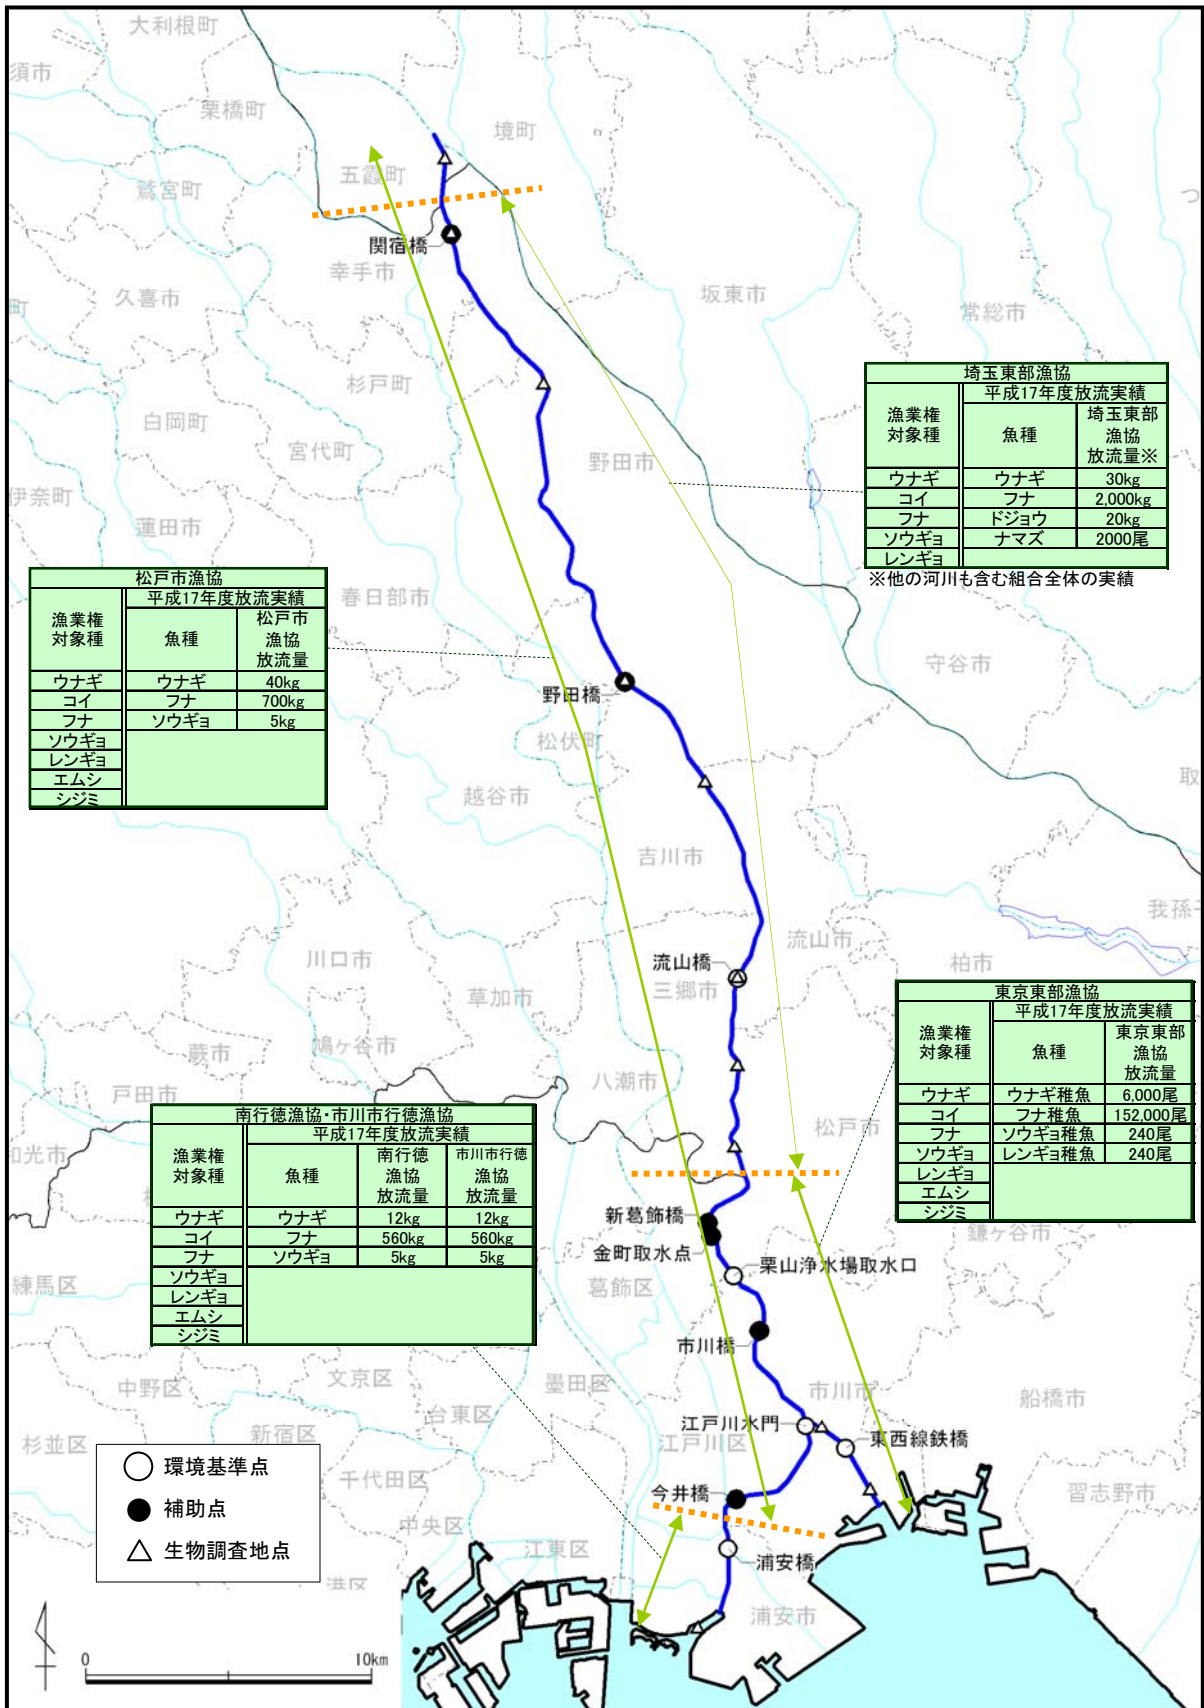 大利根町
須市
栗橋町
境町
五霞町
鷲宮町
つ
関宿橋
幸手市
久喜市
町
坂東市
常総市
杉戸町
白岡町
宮代町
野田市
伊奈町
蓮田市
埼玉東部漁協
漁業権
対象種
平成17年度放流実績
魚種
埼玉東部
漁協
放流量※
ウナギ ウナギ 30kg
コイ フナ 2,000kg
フナ ドジョウ 20kg
ソウギョ ナマズ 2000尾
レンギョ
※他の河川も含む組合全体の実績
松戸市漁協
漁業権
対象種
平成17年度放流実績
魚種
松戸市
漁協
放流量
ウナギ ウナギ 40kg
コイ フナ 700kg
フナ ソウギョ 5kg
ソウギョ
レンギョ
エムシ
シジミ
春日部市
守谷市
野田橋
松伏町
取
越谷市
吉川市
我孫子
流山市
川口市
流山橋
柏市
三郷市
草加市
蕨市
鳩ヶ谷市
戸田市
八潮市
松戸市
和光市
東京東部漁協
漁業権
対象種
平成17年度放流実績
魚種
東京東部
漁協
放流量
ウナギ ウナギ稚魚 6,000尾
コイ フナ稚魚 152,000尾
フナ ソウギョ稚魚 240尾
ソウギョ レンギョ稚魚 240尾
レンギョ
エムシ
シジミ
南行徳漁協・市川市行徳漁協
漁業権
対象種
平成17年度放流実績
魚種
南行徳
漁協
放流量
市川市行徳
漁協
放流量
ウナギ ウナギ 12kg 12kg
コイ フナ 560kg 560kg
フナ ソウギョ 5kg 5kg
ソウギョ
レンギョ
エムシ
シジミ
新葛飾橋
金町取水点
鎌ヶ谷市
栗山浄水場取水口
葛飾区
練馬区
市川橋
中野区
文京区
墨田区
市川市
船橋市
台東区
新宿区
杉並区
江戸川水門
江戸川区
東西線鉄橋
千代田区
今井橋
習志野市
中央区
江東区
浦安橋
港区
浦安市
環境基準点
補助点
生物調査地点
0 10km